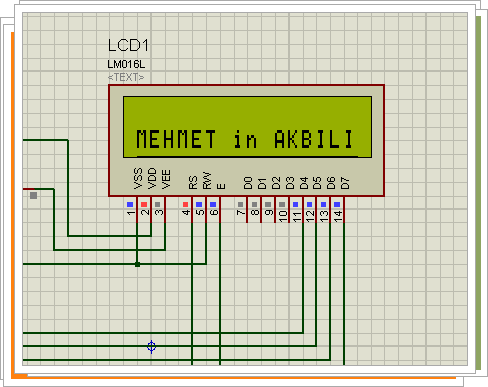 LCD1
LM016L
<TEXT>
MEHMET in AKBILI
VSS VDD VEE RS RW E D0 D1 D2 D3 D4 D5 D6 D7
1 2 3 4 5 6 7 8 9 10 11 12 13 14